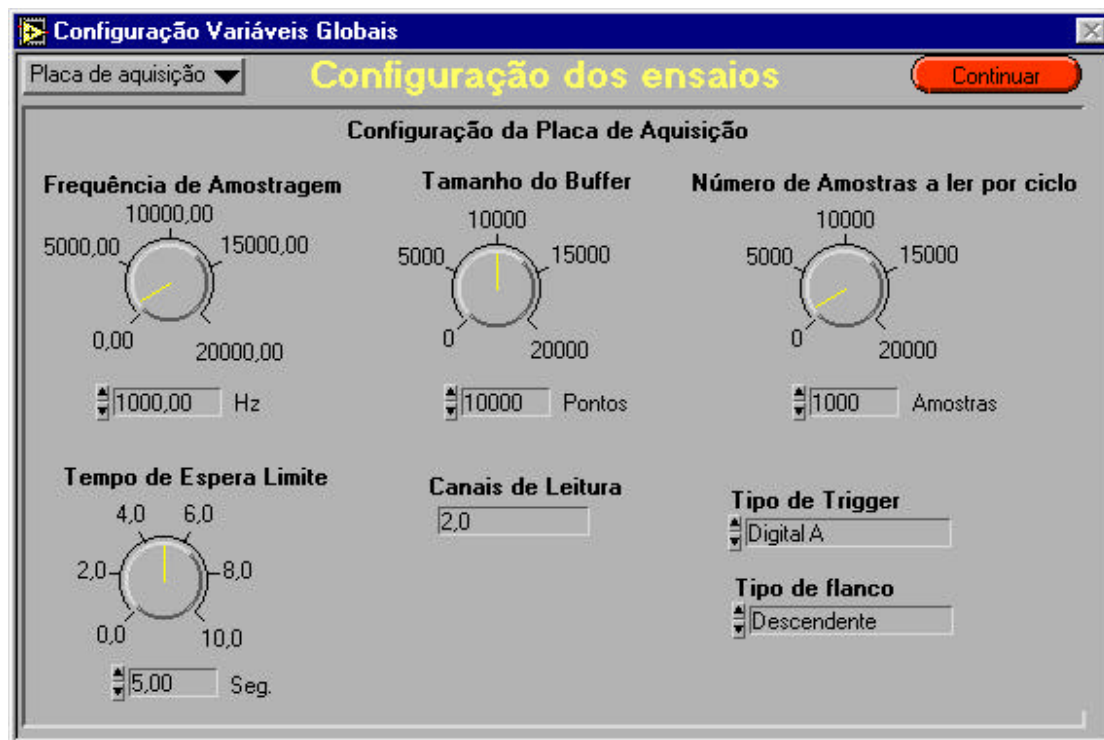 Configuração Variáveis Globais
Placa de aquisição
Configuração dos ensaios
Continuar
Configuração da Placa de Aquisição
Frequência de Amostragem
0,00
5000,00
10000,00
15000,00
20000,00
1000,00 Hz
Tamanho do Buffer
0
5000
10000
15000
20000
10000 Pontos
Número de Amostras a ler por ciclo
0
5000
10000
15000
20000
1000 Amostras
Tempo de Espera Limite
0,0
2,0
4,0
6,0
8,0
10,0
5,00 Seg.
Canais de Leitura
2,0
Tipo de Trigger
Digital A
Tipo de flanco
Descendente